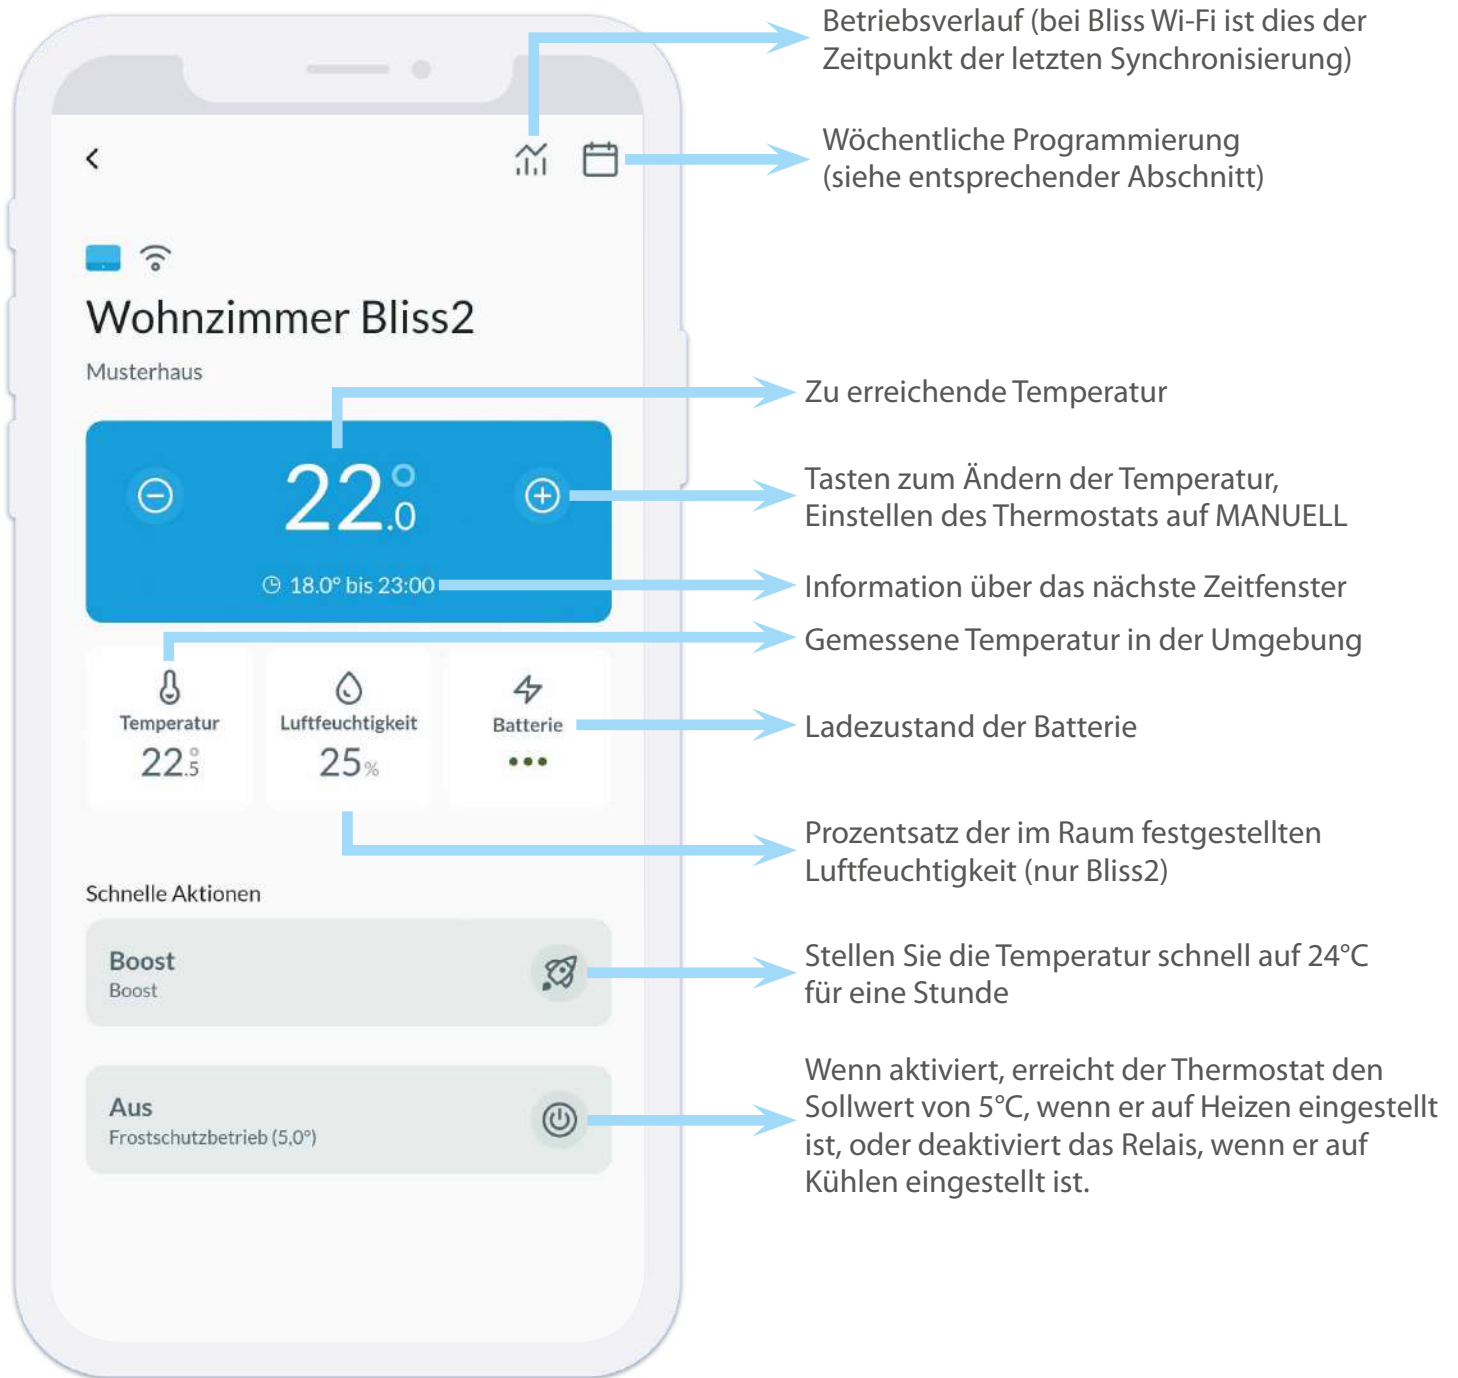 Betriebsverlauf (bei Bliss Wi-Fi ist dies der
Zeitpunkt der letzten Synchronisierung)
Wöchentliche Programmierung
(siehe entsprechender Abschnitt)
Wohnzimmer Bliss2
Musterhaus
Zu erreichende Temperatur
22.0°
Tasten zum Ändern der Temperatur,
Einstellen des Thermostats auf MANUELL
18.0° bis 23:00
Information über das nächste Zeitfenster
Gemessene Temperatur in der Umgebung
Temperatur
22.5°
Luftfeuchtigkeit
25%
Batterie
Ladezustand der Batterie
Prozentsatz der im Raum festgestellten
Luftfeuchtigkeit (nur Bliss2)
Schnelle Aktionen
Boost
Boost
Stellen Sie die Temperatur schnell auf 24°C
für eine Stunde
Aus
Frostschutzbetrieb (5,0°)
Wenn aktiviert, erreicht der Thermostat den
Sollwert von 5°C, wenn er auf Heizen eingestellt
ist, oder deaktiviert das Relais, wenn er auf
Kühlen eingestellt ist.